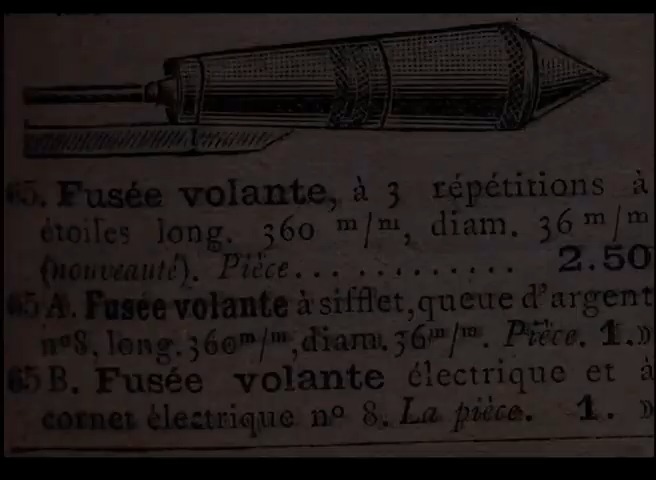 65. Fusée volante, à 3 répétitions à
étoiles long. 360 m/m, diam. 36 m/m
(nouveauté). Pièce............ 2.50
65 A. Fusée volante à sifflet, queue d'argent
nº 8, long. 360 m/m, diam. 36 m/m. Pièce. 1.»
65 B. Fusée volante électrique et à
cornet électrique nº 8. La pièce. 1. »